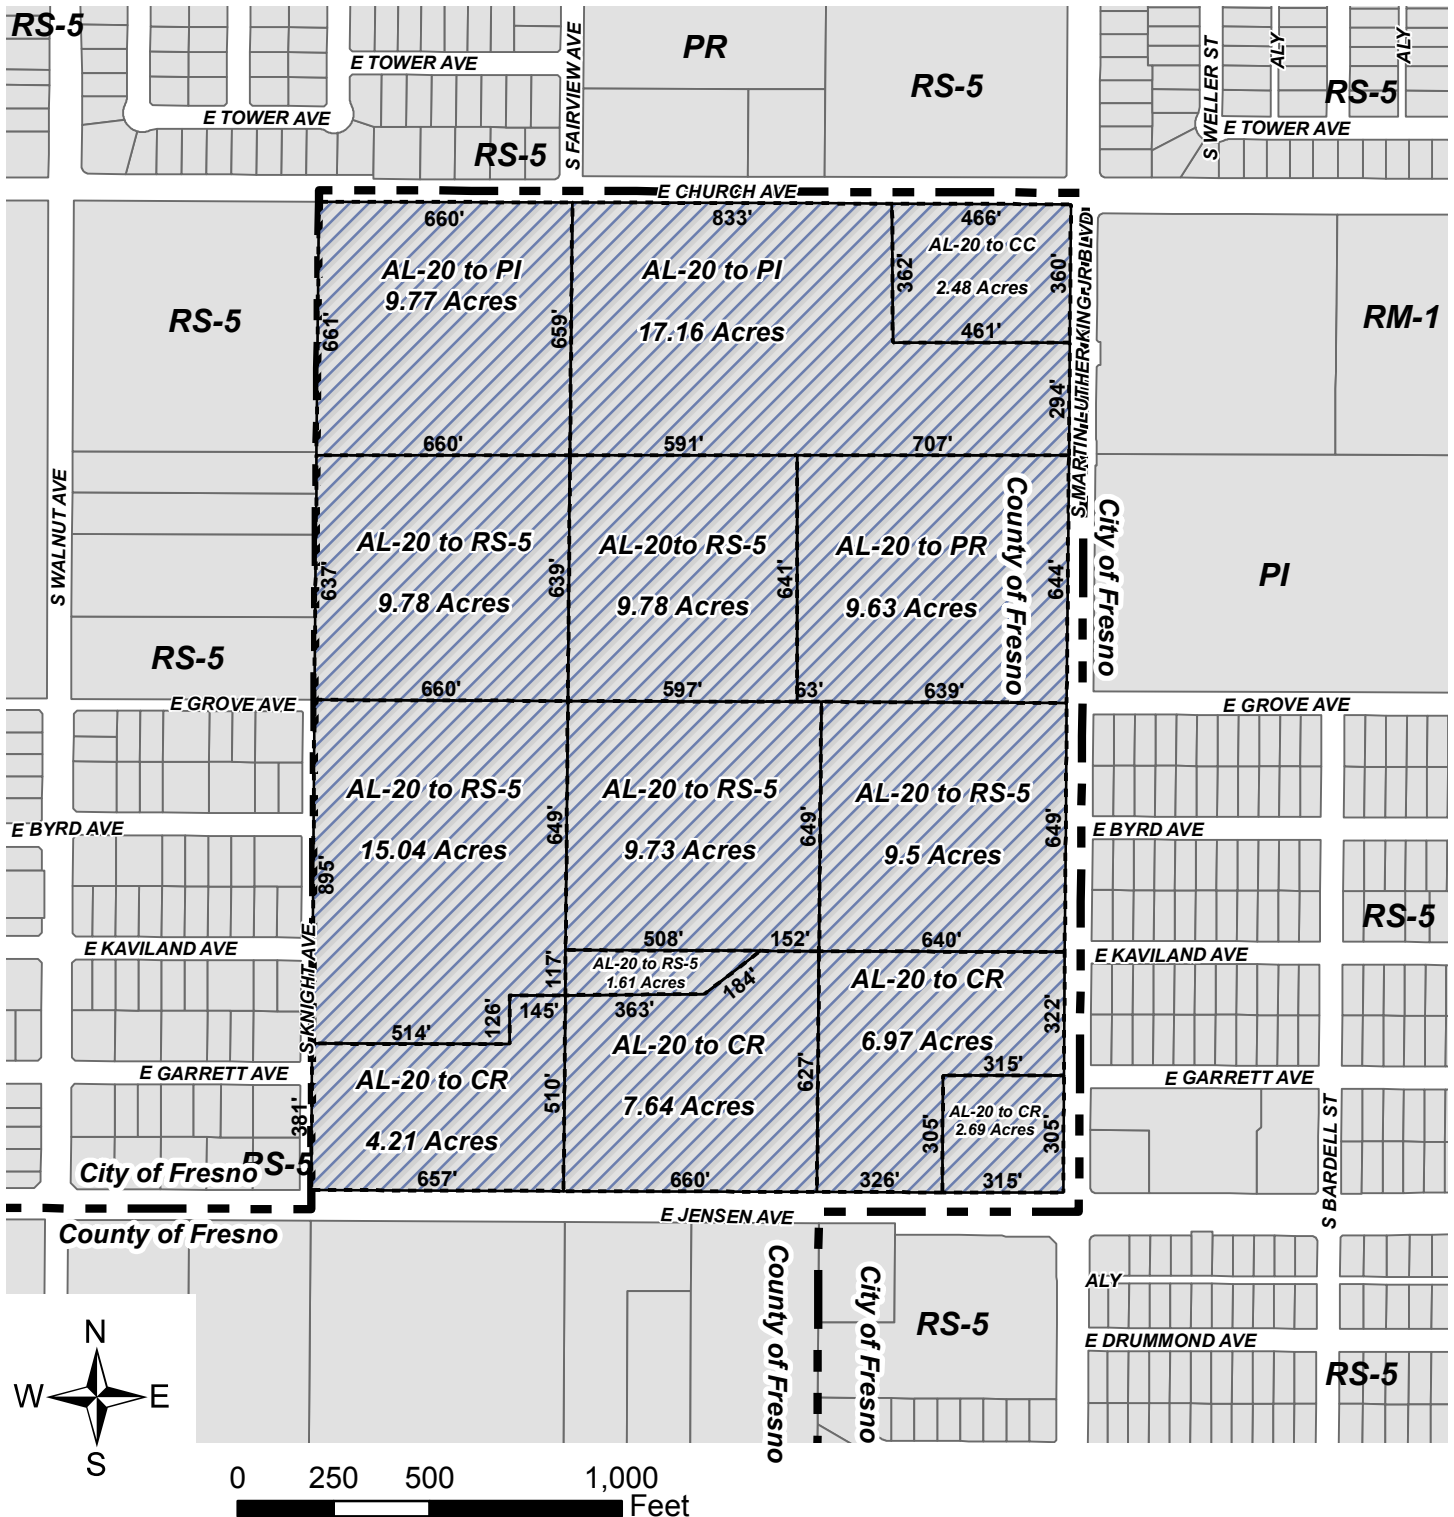 RS-5
E TOWER AVE
E TOWER AVE
RS-5
S FAIRVIEW AVE
PR
RS-5
S WELLER ST
ALY
ALY
RS-5
E TOWER AVE
E CHURCH AVE
660'
833'
466'
AL-20 to PI
9.77 Acres
AL-20 to PI
17.16 Acres
AL-20 to CC
2.48 Acres
362'
360'
461'
661'
659'
294'
S MARTIN LUTHER KING JR BLVD
RS-5
RM-1
660'
591'
707'
S WALNUT AVE
AL-20 to RS-5
9.78 Acres
AL-20to RS-5
9.78 Acres
AL-20 to PR
9.63 Acres
637'
639'
641'
644'
County of Fresno
City of Fresno
PI
RS-5
660'
597'
63'
639'
E GROVE AVE
E GROVE AVE
AL-20 to RS-5
15.04 Acres
AL-20 to RS-5
9.73 Acres
AL-20 to RS-5
9.5 Acres
895'
649'
649'
649'
E BYRD AVE
E BYRD AVE
RS-5
E KAVILAND AVE
E KAVILAND AVE
S KNIGHT AVE
508'
152'
640'
AL-20 to RS-5
1.61 Acres
117'
184'
126'
145'
363'
514'
AL-20 to CR
6.97 Acres
322'
315'
AL-20 to CR
7.64 Acres
627'
510'
AL-20 to CR
4.21 Acres
381'
AL-20 to CR
2.69 Acres
305'
305'
657'
660'
326'
315'
E GARRETT AVE
E GARRETT AVE
S BARDELL ST
RS-5
City of Fresno
County of Fresno
E JENSEN AVE
County of Fresno
City of Fresno
RS-5
ALY
E DRUMMOND AVE
RS-5
N
W E
S
0 250 500 1,000
Feet